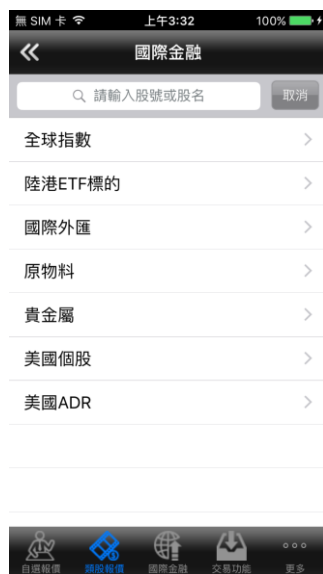 無 SIM 卡 上午3:32 100%
國際金融
請輸入股號或股名 取消
全球指數
陸港ETF標的
國際外匯
原物料
貴金屬
美國個股
美國ADR
自選報價 類股報價 國際金融 交易功能 更多